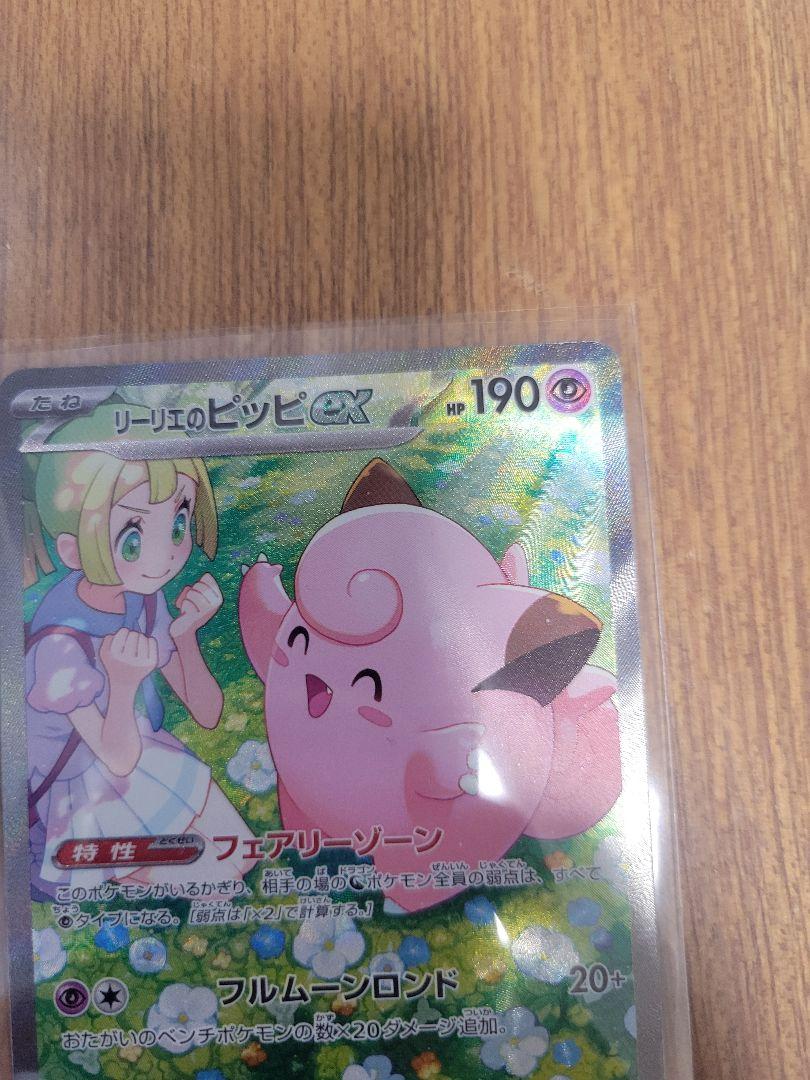 たね リーリエのピッピex HP 190
特性 とくせい フェアリーゾーン
このポケモンがいるかぎり、相手の場のポケモン全員の弱点は、すべて
タイプになる。[弱点は「×2」で計算する。]
フルムーンロンド 20+
おたがいのベンチポケモンの数×20ダメージ追加。